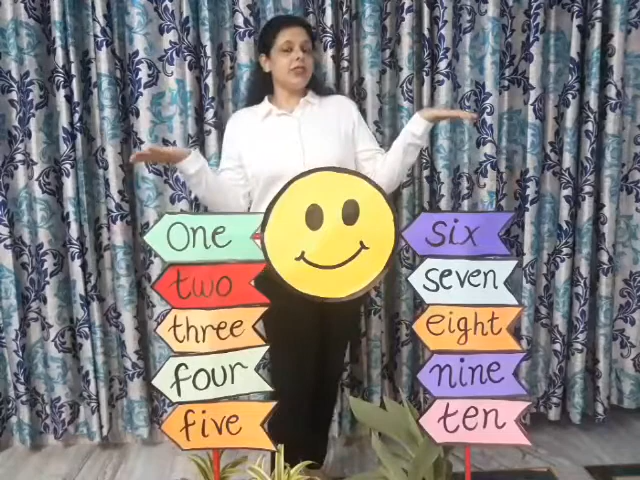 One
two
three
four
five
six
seven
eight
nine
ten